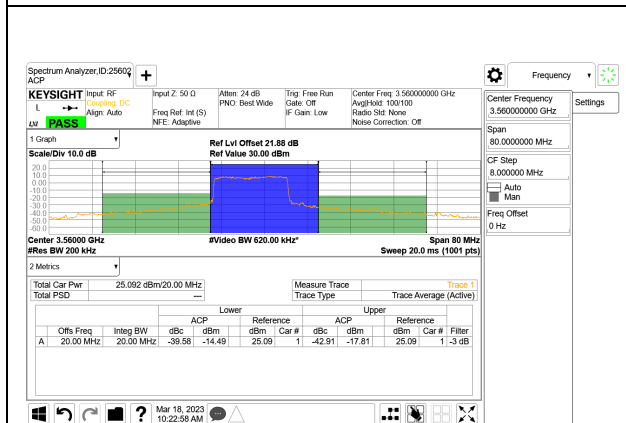 Spectrum Analyzer,ID:25602
ACP
Frequency
KEYSIGHT
Input: RF
Coupling: DC
Align: Auto
Input Z: 50 Ω
Freq Ref: Int (S)
NFE: Adaptive
Atten: 24 dB
PNO: Best Wide
Trig: Free Run
Gate: Off
IF Gain: Low
Center Freq: 3.560000000 GHz
Avg|Hold: 100/100
Radio Std: None
Noise Correction: Off
L
LXI
PASS
Center Frequency
3.560000000 GHz
Settings
Span
80.0000000 MHz
CF Step
8.000000 MHz
Auto
Man
Freq Offset
0 Hz
1 Graph
Scale/Div 10.0 dB
Ref Lvl Offset 21.88 dB
Ref Value 30.00 dBm
20.0
10.0
0.00
-10.0
-20.0
-30.0
-40.0
-50.0
-60.0
Center 3.56000 GHz
#Video BW 620.00 kHz*
Span 80 MHz
#Res BW 200 kHz
Sweep 20.0 ms (1001 pts)
2 Metrics
Total Car Pwr 25.092 dBm/20.00 MHz
Total PSD ---
Measure Trace Trace 1
Trace Type Trace Average (Active)
Lower Upper
ACP Reference ACP Reference
Offs Freq Integ BW dBc dBm dBm Car # dBc dBm dBm Car # Filter
A 20.00 MHz 20.00 MHz -39.58 -14.49 25.09 1 -42.91 -17.81 25.09 1 -3 dB
?
Mar 18, 2023
10:22:58 AM